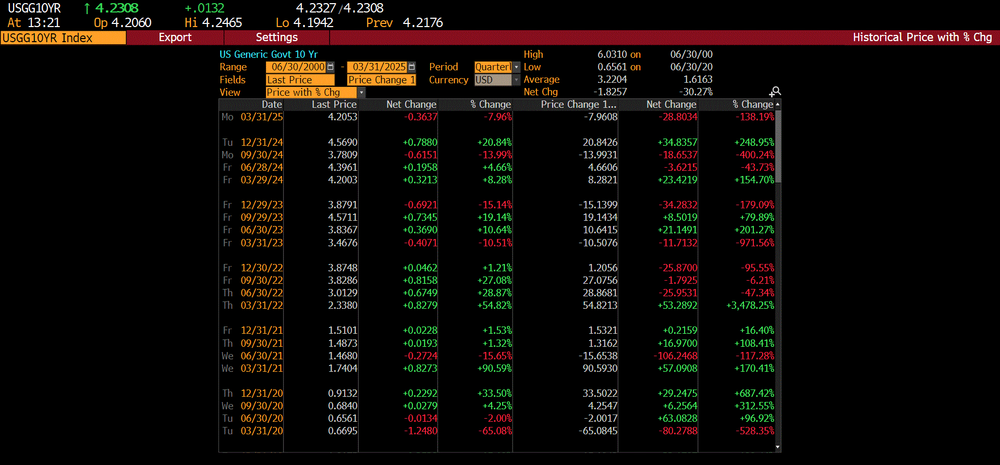 USGG10YR ↑ 4.2308 +.0132 4.2327/4.2308
At 13:21 Op 4.2060 Hi 4.2465 Lo 4.1942 Prev 4.2176
USGG10YR Index Export Settings Historical Price with % Chg
US Generic Govt 10 Yr High 6.0310 on 06/30/00
Range 06/30/2000 - 03/31/2025 Period Quarterl Low 0.6561 on 06/30/20
Fields Last Price Price Change 1 Currency USD Average 3.2204 1.6163
View Price with % Chg Net Chg -1.8257 -30.27%
Date Last Price Net Change % Change Price Change 1... Net Change % Change
Mo 03/31/25 4.2053 -0.3637 -7.96% -7.9608 -28.8034 -138.19%
Tu 12/31/24 4.5690 +0.7880 +20.84% 20.8426 +34.8357 +248.95%
Mo 09/30/24 3.7809 -0.6151 -13.99% -13.9931 -18.6537 -400.24%
Fr 06/28/24 4.3961 +0.1958 +4.66% 4.6606 -3.6215 -43.73%
Fr 03/29/24 4.2003 +0.3213 +8.28% 8.2821 +23.4219 +154.70%
Fr 12/29/23 3.8791 -0.6921 -15.14% -15.1399 -34.2832 -179.09%
Fr 09/29/23 4.5711 +0.7345 +19.14% 19.1434 +8.5019 +79.89%
Fr 06/30/23 3.8367 +0.3690 +10.64% 10.6415 +21.1491 +201.27%
Fr 03/31/23 3.4676 -0.4071 -10.51% -10.5076 -11.7132 -971.56%
Fr 12/30/22 3.8748 +0.0462 +1.21% 1.2056 -25.8700 -95.55%
Fr 09/30/22 3.8286 +0.8158 +27.08% 27.0756 -1.7925 -6.21%
Th 06/30/22 3.0129 +0.6749 +28.87% 28.8681 -25.9531 -47.34%
Th 03/31/22 2.3380 +0.8279 +54.82% 54.8213 +53.2892 +3,478.25%
Fr 12/31/21 1.5101 +0.0228 +1.53% 1.5321 +0.2159 +16.40%
Th 09/30/21 1.4873 +0.0193 +1.32% 1.3162 +16.9700 +108.41%
We 06/30/21 1.4680 -0.2724 -15.65% -15.6538 -106.2468 -117.28%
We 03/31/21 1.7404 +0.8273 +90.59% 90.5930 +57.0908 +170.41%
Th 12/31/20 0.9132 +0.2292 +33.50% 33.5022 +29.2475 +687.42%
We 09/30/20 0.6840 +0.0279 +4.25% 4.2547 +6.2564 +312.55%
Tu 06/30/20 0.6561 -0.0134 -2.00% -2.0017 +63.0828 +96.92%
Tu 03/31/20 0.6695 -1.2480 -65.08% -65.0845 -80.2788 -528.35%